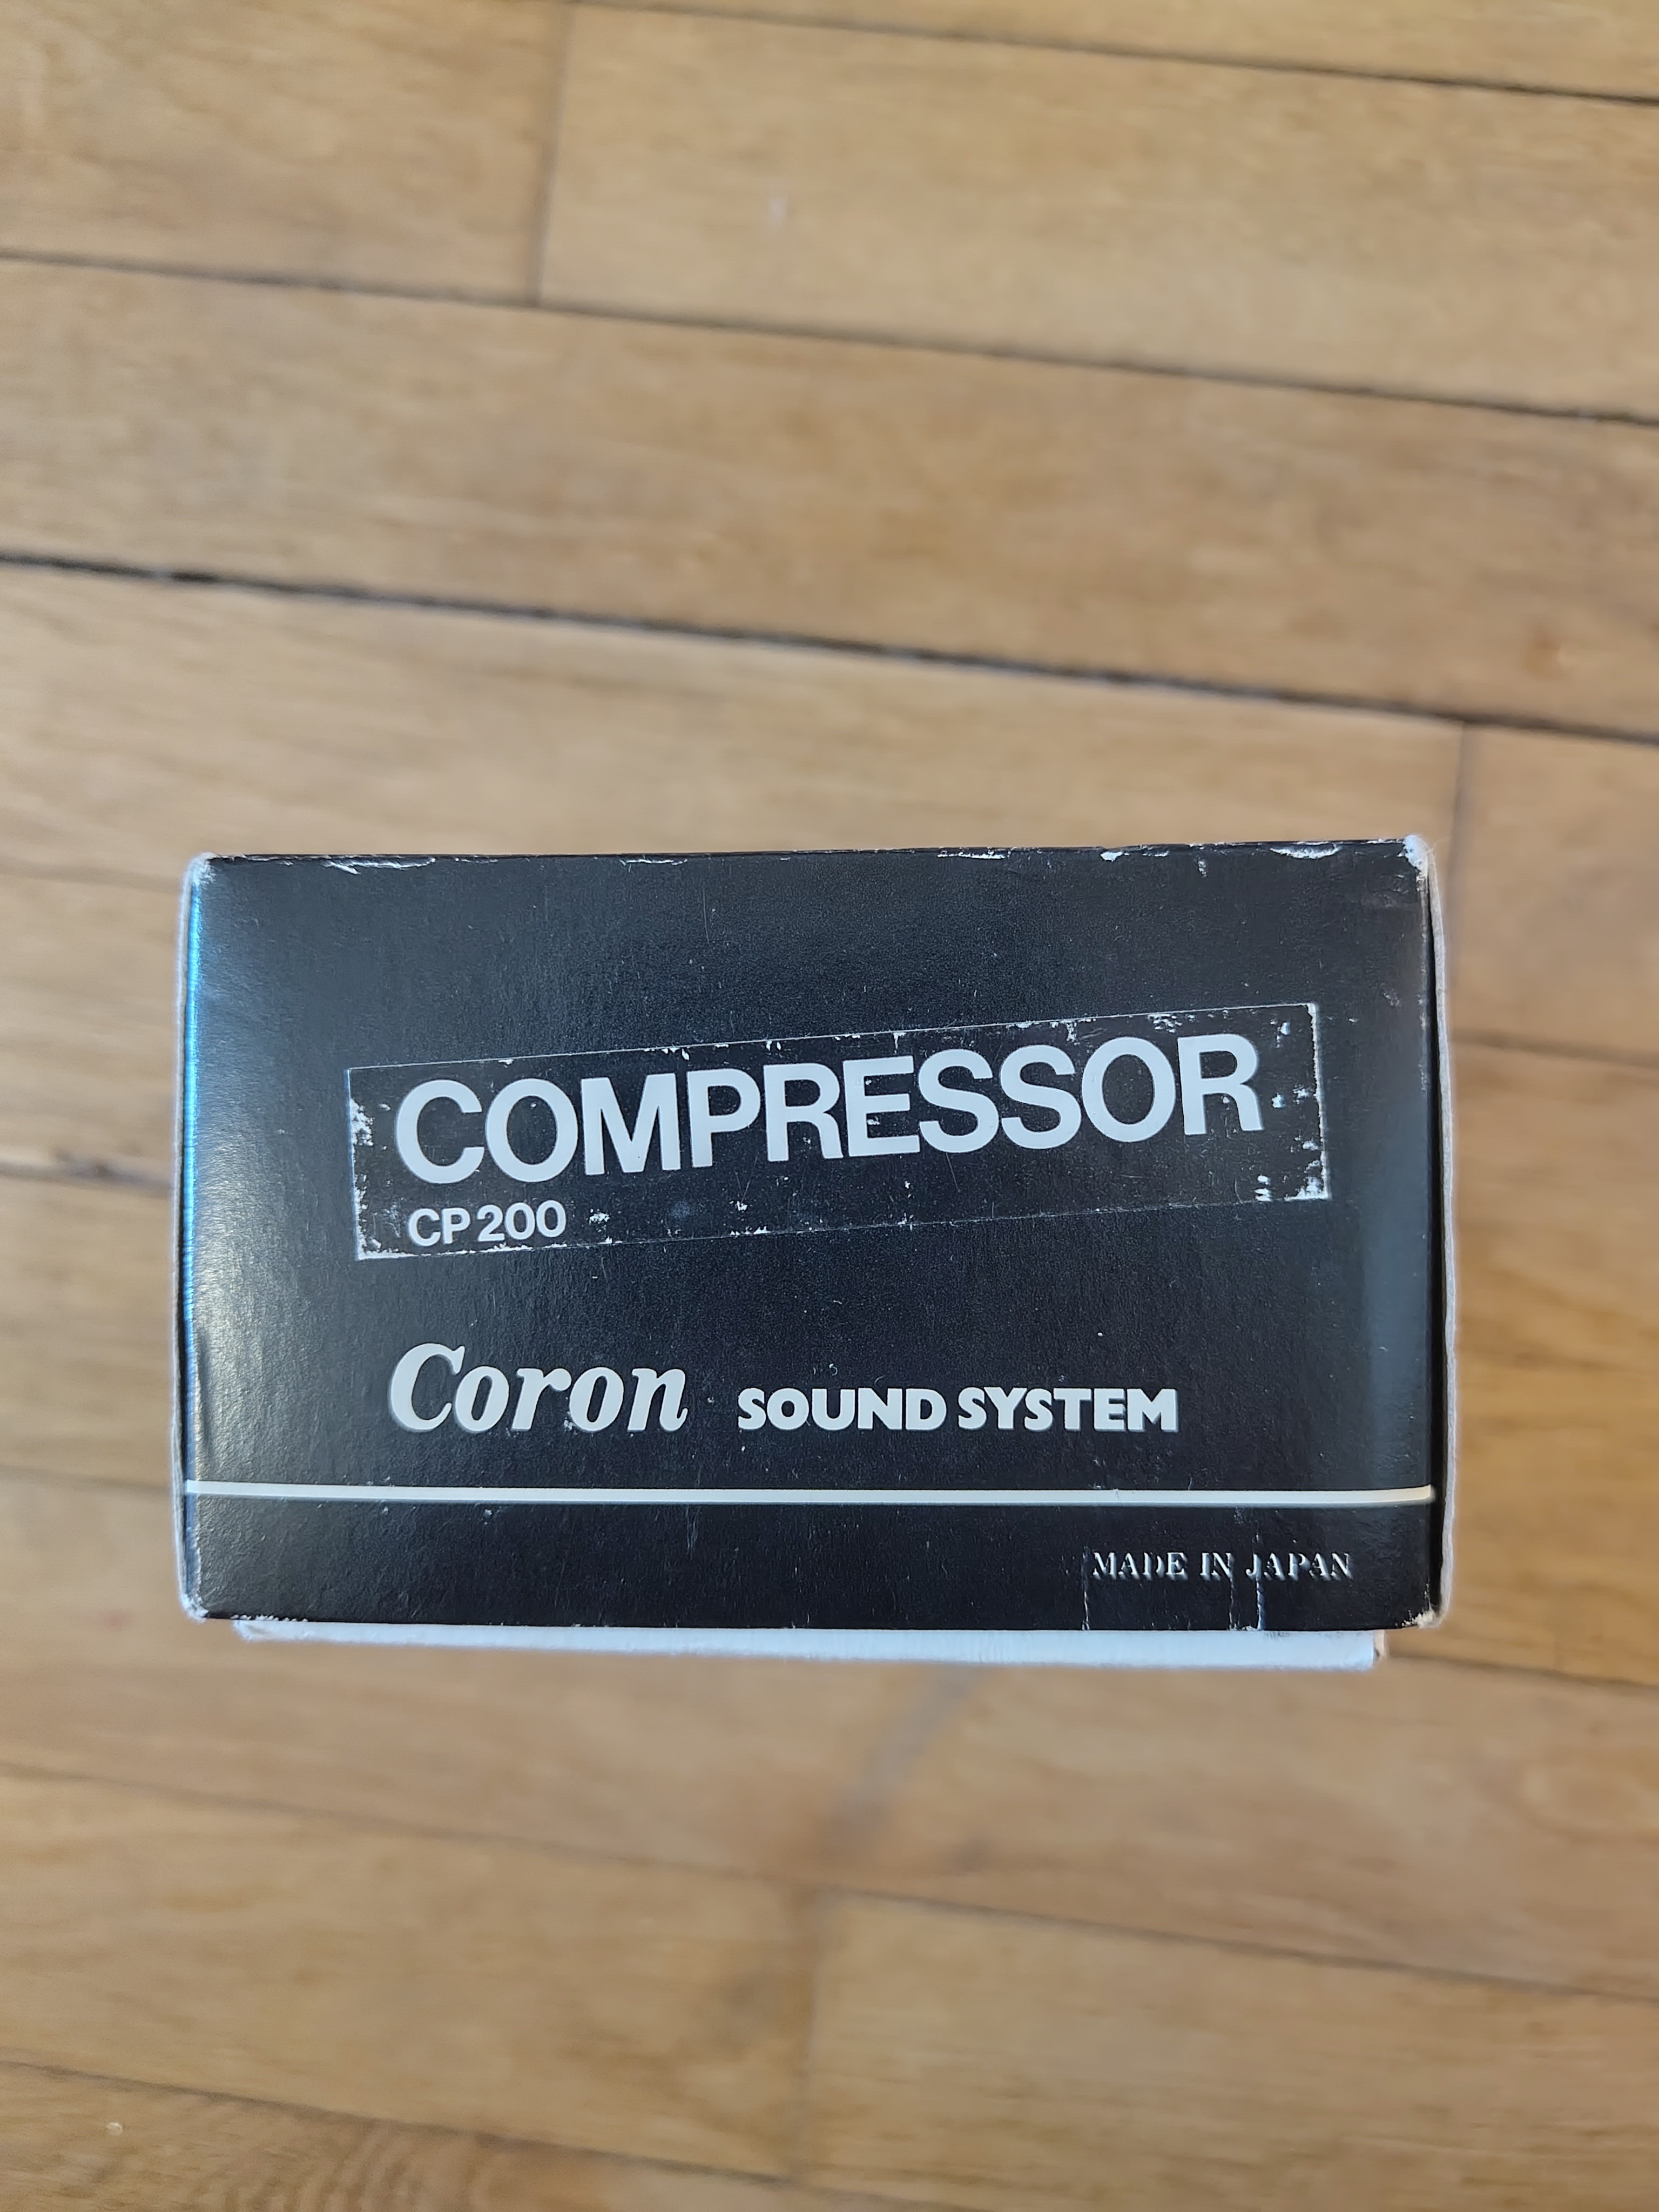 COMPRESSOR
CP200
Coron SOUND SYSTEM
MADE IN JAPAN